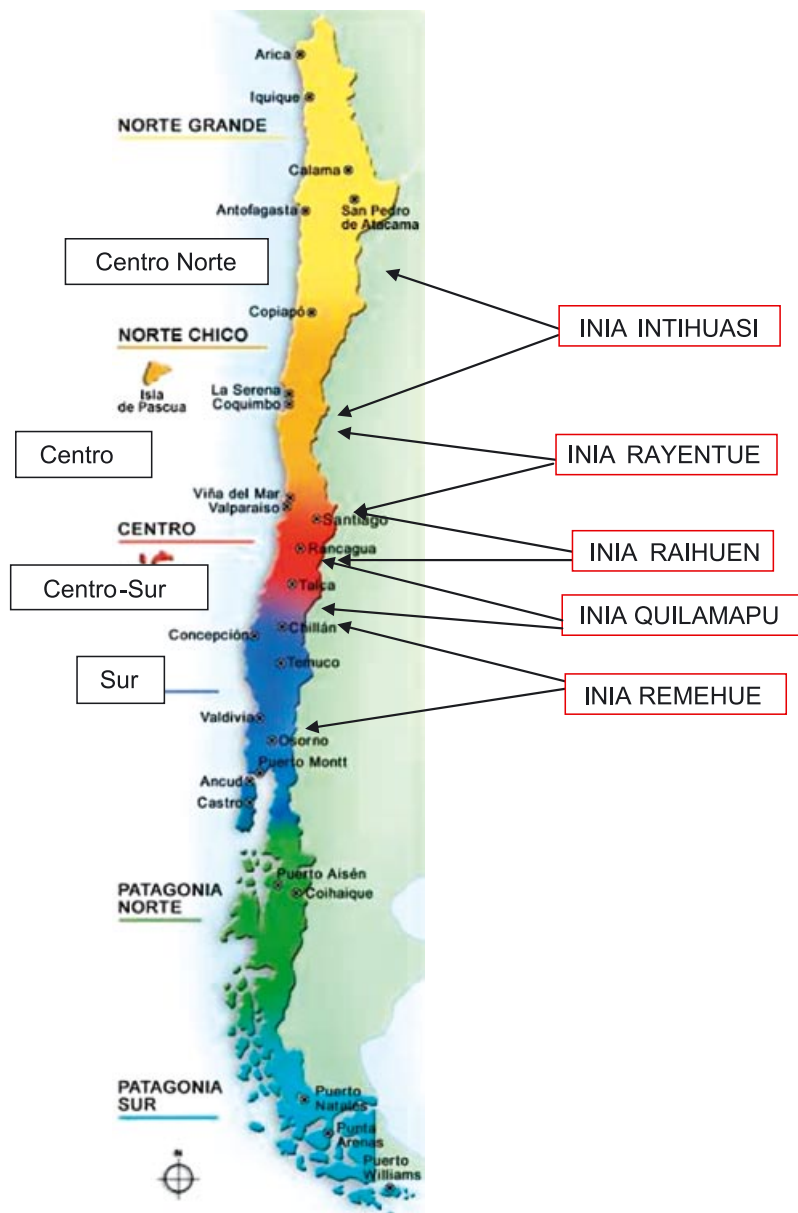 Arica
Iquique
NORTE GRANDE
Calama
Antofagasta
San Pedro
de Atacama
Centro Norte
Copiapó
INIA INTIHUASI
NORTE CHICO
Isla
de Pascua
La Serena
Coquimbo
Centro
INIA RAYENTUE
Viña del Mar
Valparaiso
Santiago
CENTRO
Rancagua
INIA RAIHUEN
Centro-Sur
Talca
INIA QUILAMAPU
Concepción
Chillán
Temuco
Sur
INIA REMEHUE
Valdivia
Osorno
Puerto Montt
Ancud
Castro
Puerto Aisén
Coihaique
PATAGONIA
NORTE
PATAGONIA
SUR
Puerto
Natales
Punta
Arenas
Puerto
Williams
N